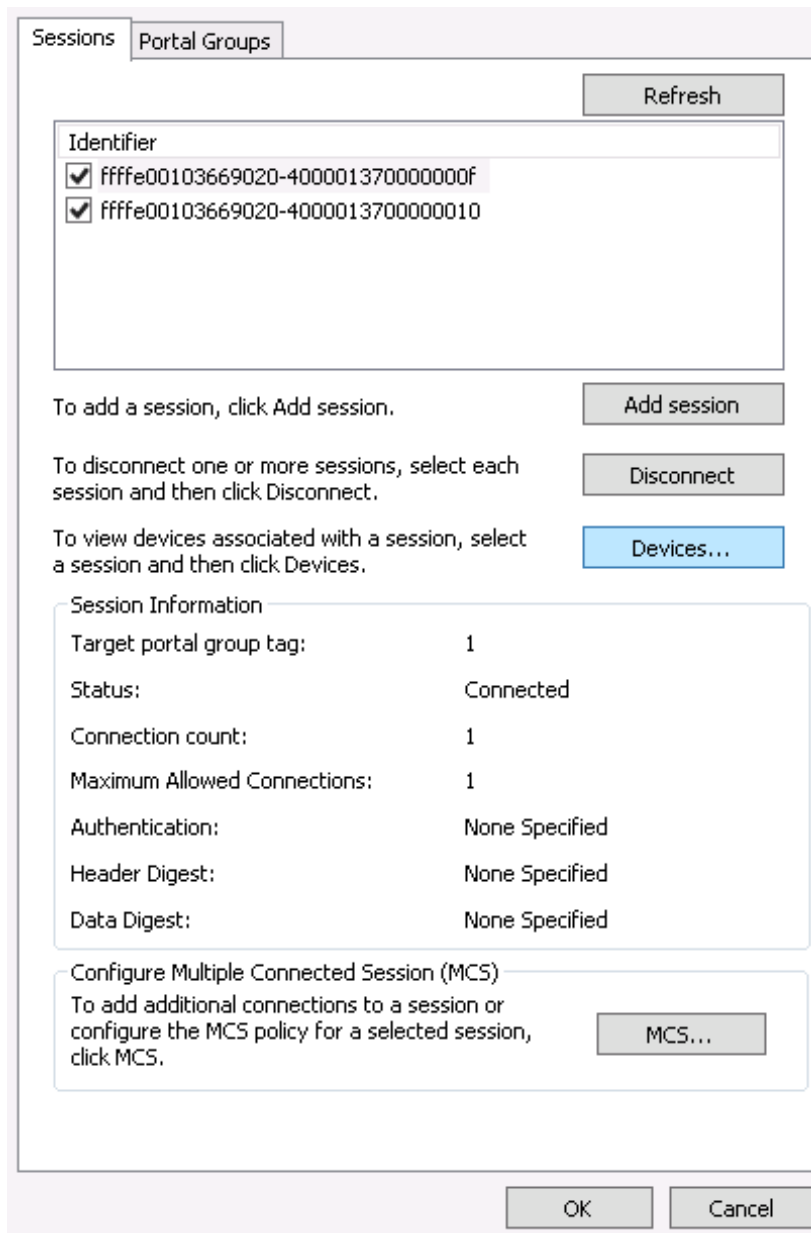 Sessions
Portal Groups
Refresh
Identifier
ffffe00103669020-400001370000000f
ffffe00103669020-4000013700000010
To add a session, click Add session.
Add session
To disconnect one or more sessions, select each
session and then click Disconnect.
Disconnect
To view devices associated with a session, select
a session and then click Devices.
Devices...
Session Information
Target portal group tag: 1
Status: Connected
Connection count: 1
Maximum Allowed Connections: 1
Authentication: None Specified
Header Digest: None Specified
Data Digest: None Specified
Configure Multiple Connected Session (MCS)
To add additional connections to a session or
configure the MCS policy for a selected session,
click MCS.
MCS...
OK
Cancel